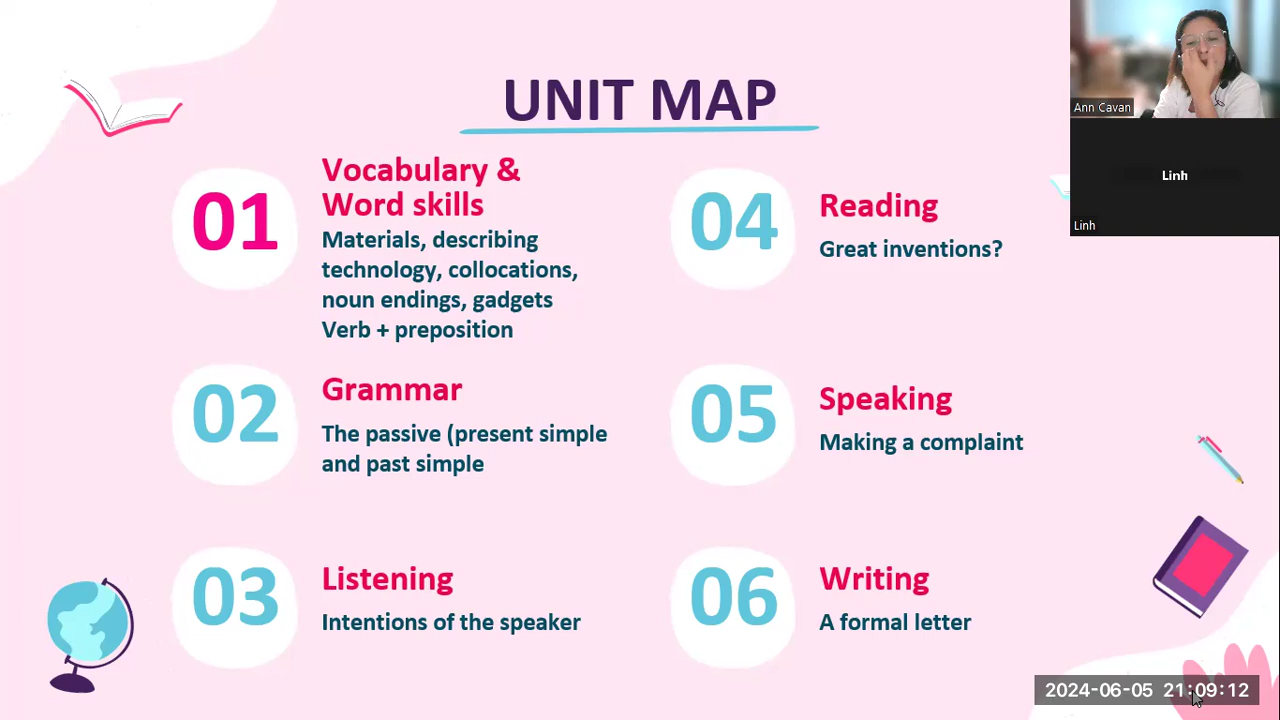 UNIT MAP
01
Vocabulary &
Word skills
Materials, describing
technology, collocations,
noun endings, gadgets
Verb + preposition
02
Grammar
The passive (present simple
and past simple
03
Listening
Intentions of the speaker
04
Reading
Great inventions?
05
Speaking
Making a complaint
06
Writing
A formal letter
Ann Cavan
Linh
Linh
2024-06-05 21:09:12